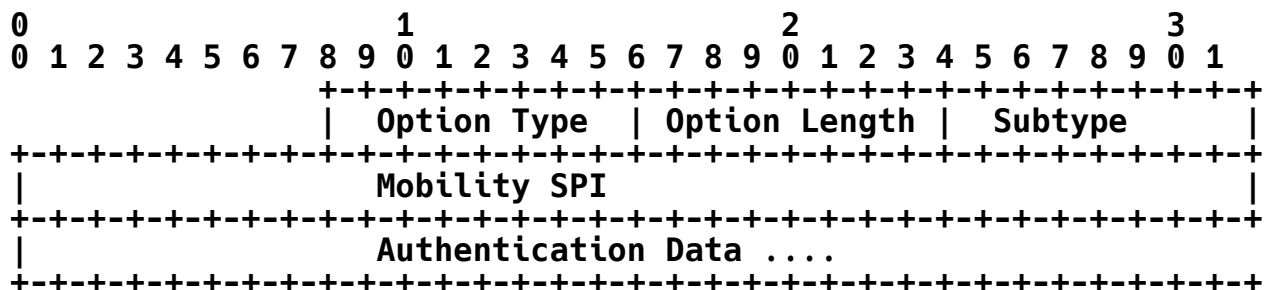 0                   1                   2                   3
0 1 2 3 4 5 6 7 8 9 0 1 2 3 4 5 6 7 8 9 0 1 2 3 4 5 6 7 8 9 0 1
                +-+-+-+-+-+-+-+-+-+-+-+-+-+-+-+-+-+-+-+-+-+-+-+-+
                |  Option Type  | Option Length |  Subtype      |
+-+-+-+-+-+-+-+-+-+-+-+-+-+-+-+-+-+-+-+-+-+-+-+-+-+-+-+-+-+-+-+-+
|                  Mobility SPI                                 |
+-+-+-+-+-+-+-+-+-+-+-+-+-+-+-+-+-+-+-+-+-+-+-+-+-+-+-+-+-+-+-+-+
|                  Authentication Data ....
+-+-+-+-+-+-+-+-+-+-+-+-+-+-+-+-+-+-+-+-+-+-+-+-+-+-+-+-+-+-+-+-+